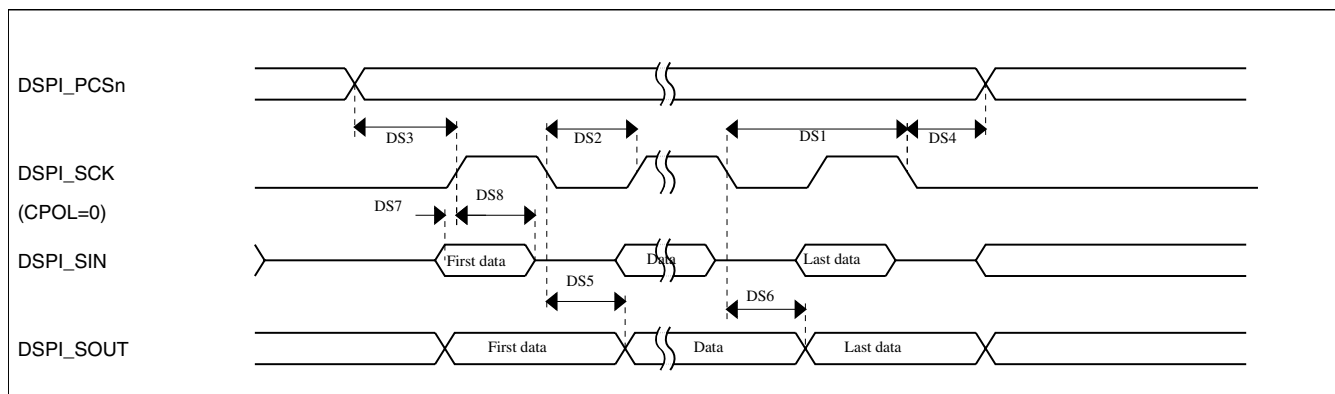 DSPI_PCSn
DS3
DS2
DS1
DS4
DSPI_SCK
(CPOL=0)
DS7
DS8
DSPI_SIN
First data
Data
Last data
DS5
DS6
DSPI_SOUT
First data
Data
Last data